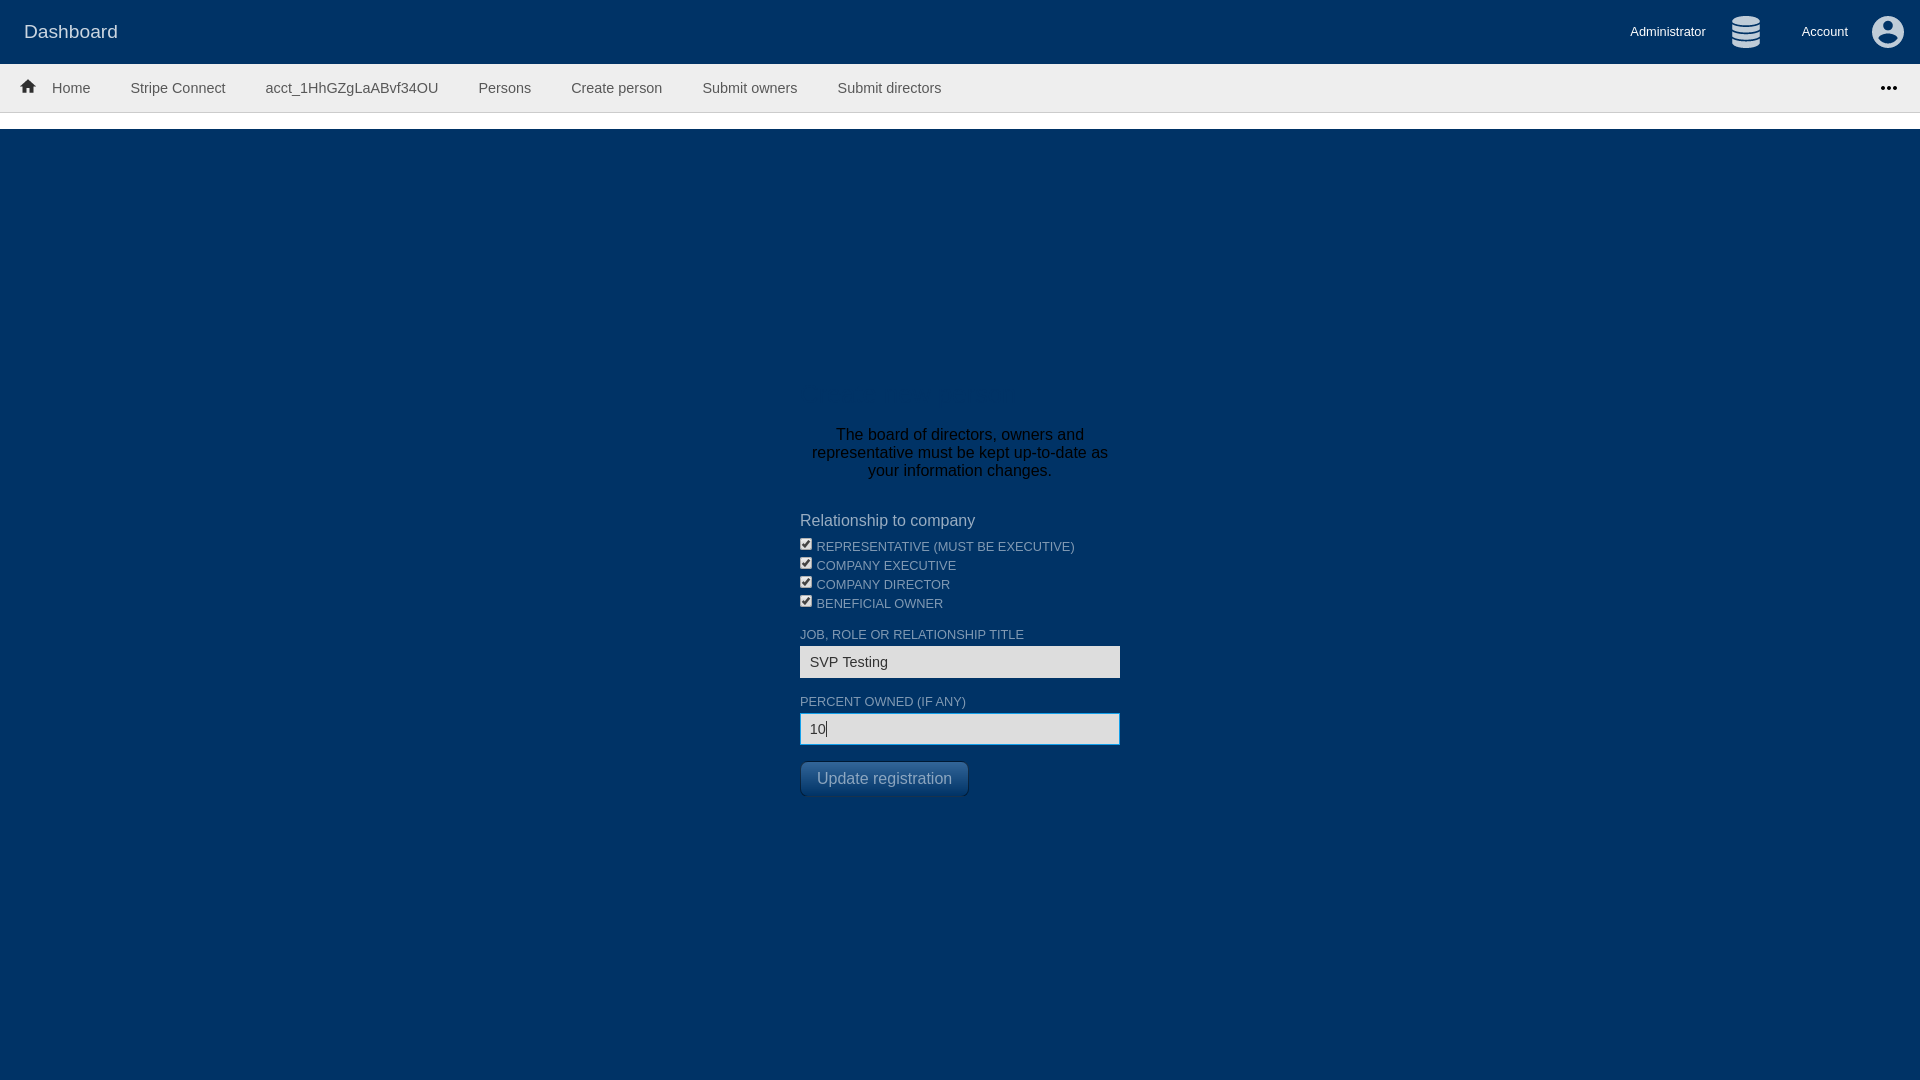 Dashboard
Administrator
Account
Home
Stripe Connect
acct_1HhGZgLaABvf34OU
Persons
Create person
Submit owners
Submit directors
The board of directors, owners and
representative must be kept up-to-date as
your information changes.
Relationship to company
REPRESENTATIVE (MUST BE EXECUTIVE)
COMPANY EXECUTIVE
COMPANY DIRECTOR
BENEFICIAL OWNER
JOB, ROLE OR RELATIONSHIP TITLE
SVP Testing
PERCENT OWNED (IF ANY)
10
Update registration